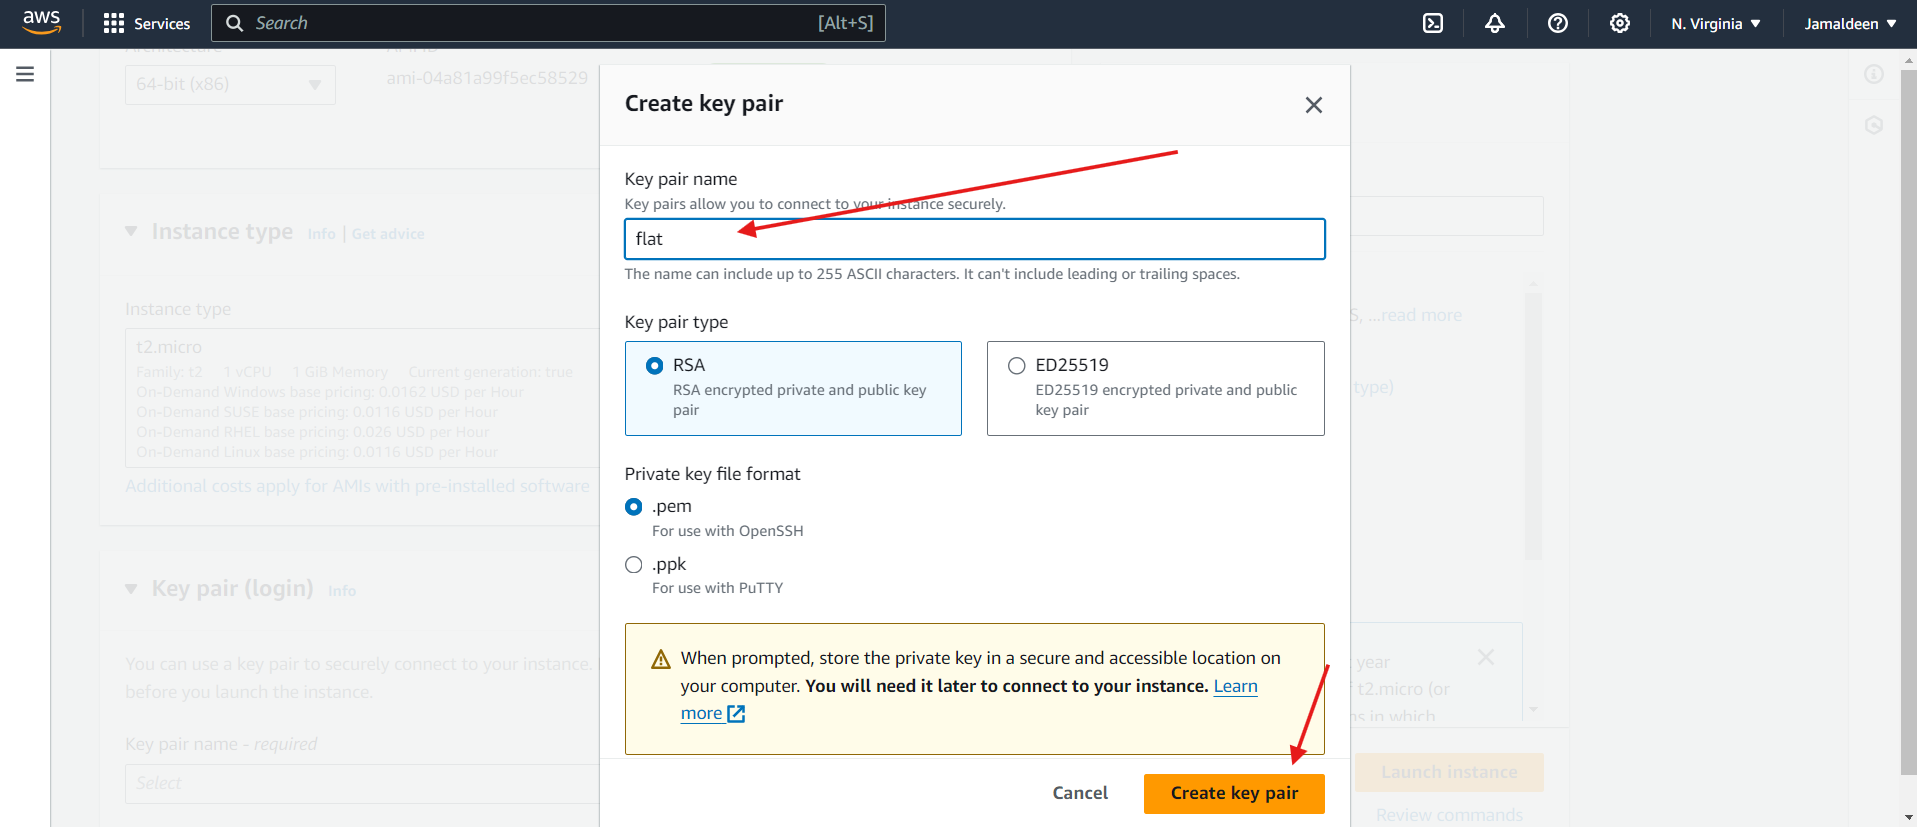 aws
Services
Search
[Alt+S]
N. Virginia
Jamaldeen
Architecture
64-bit (x86)
ami-04a81a99f5ec58529
Instance type Info | Get advice
Instance type
t2.micro
Family: t2 1 vCPU 1 GiB Memory Current generation: true
On-Demand Windows base pricing: 0.0162 USD per Hour
On-Demand SUSE base pricing: 0.0116 USD per Hour
On-Demand RHEL base pricing: 0.026 USD per Hour
On-Demand Linux base pricing: 0.0116 USD per Hour
Additional costs apply for AMIs with pre-installed software
Key pair (login) Info
You can use a key pair to securely connect to your instance.
before you launch the instance.
Key pair name - required
Select
Create key pair
Key pair name
Key pairs allow you to connect to your instance securely.
flat
The name can include up to 255 ASCII characters. It can't include leading or trailing spaces.
Key pair type
RSA
RSA encrypted private and public key
pair
ED25519
ED25519 encrypted private and public
key pair
Private key file format
.pem
For use with OpenSSH
.ppk
For use with PuTTY
When prompted, store the private key in a secure and accessible location on
your computer. You will need it later to connect to your instance. Learn
more
Cancel
Create key pair
S, ...read more
type)
year
t2.micro (or
ns in which
Launch instance
Review commands